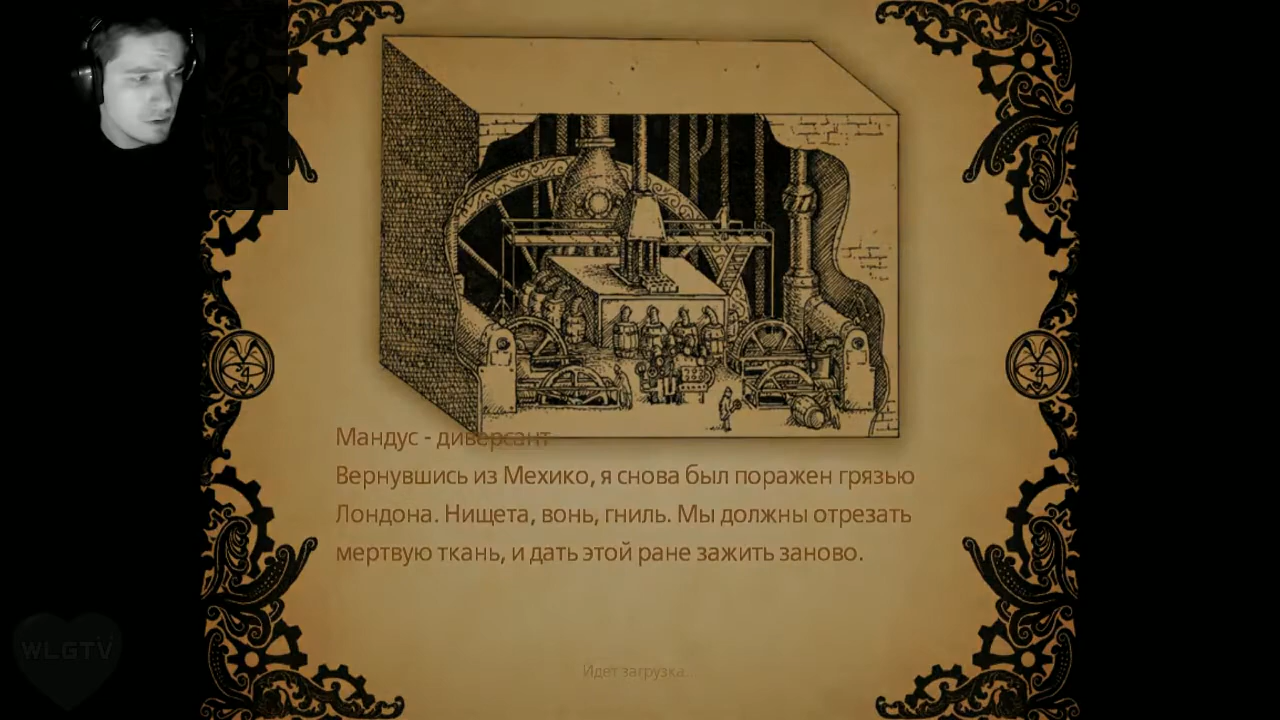 Мандус - диверсант
Вернувшись из Мехико, я снова был поражен грязью
Лондона. Нищета, вонь, гниль. Мы должны отрезать
мертвую ткань, и дать этой ране зажить заново.
Идет загрузка...
WLGTV